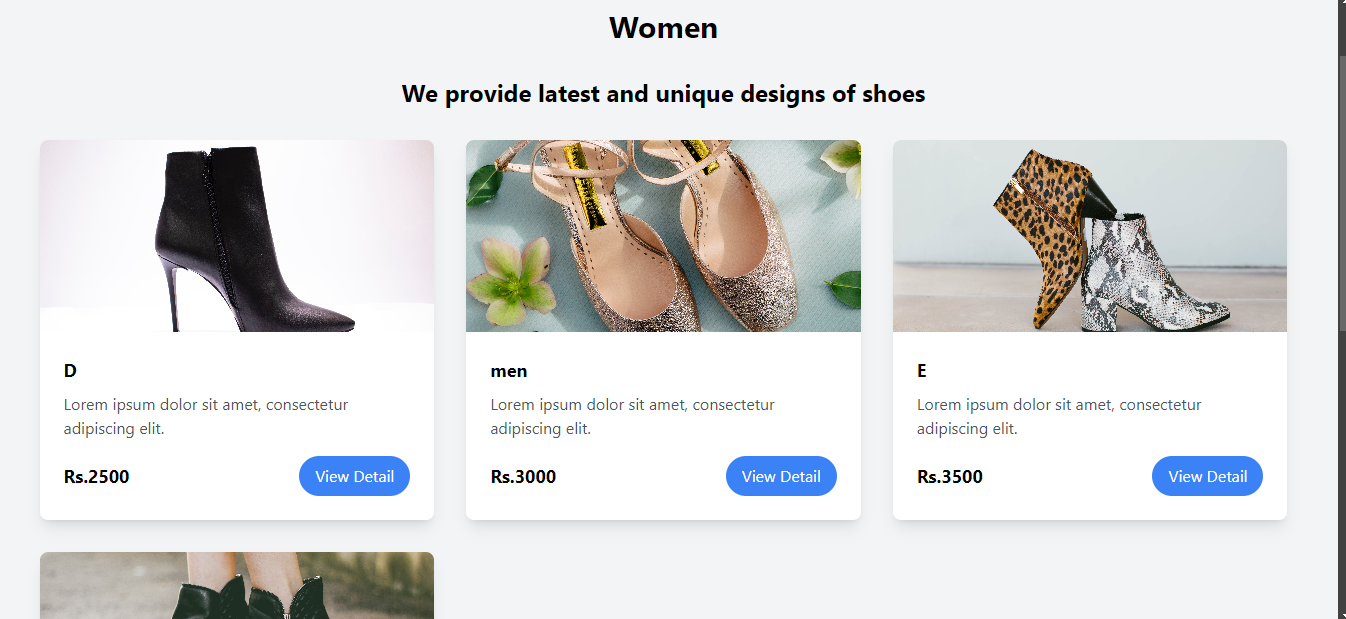 Women
We provide latest and unique designs of shoes
D
Lorem ipsum dolor sit amet, consectetur
adipiscing elit.
Rs.2500
View Detail
men
Lorem ipsum dolor sit amet, consectetur
adipiscing elit.
Rs.3000
View Detail
E
Lorem ipsum dolor sit amet, consectetur
adipiscing elit.
Rs.3500
View Detail